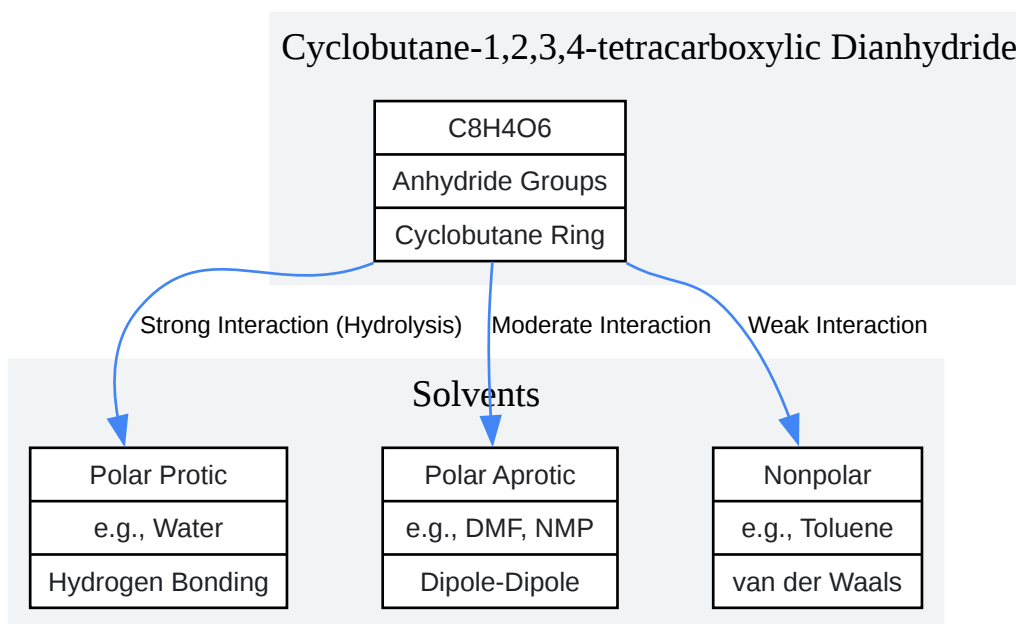 Cyclobutane-1,2,3,4-tetracarboxylic Dianhydride
C8H4O6
Anhydride Groups
Cyclobutane Ring
Strong Interaction (Hydrolysis)
Moderate Interaction
Weak Interaction
Solvents
Polar Protic
e.g., Water
Hydrogen Bonding
Polar Aprotic
e.g., DMF, NMP
Dipole-Dipole
Nonpolar
e.g., Toluene
van der Waals